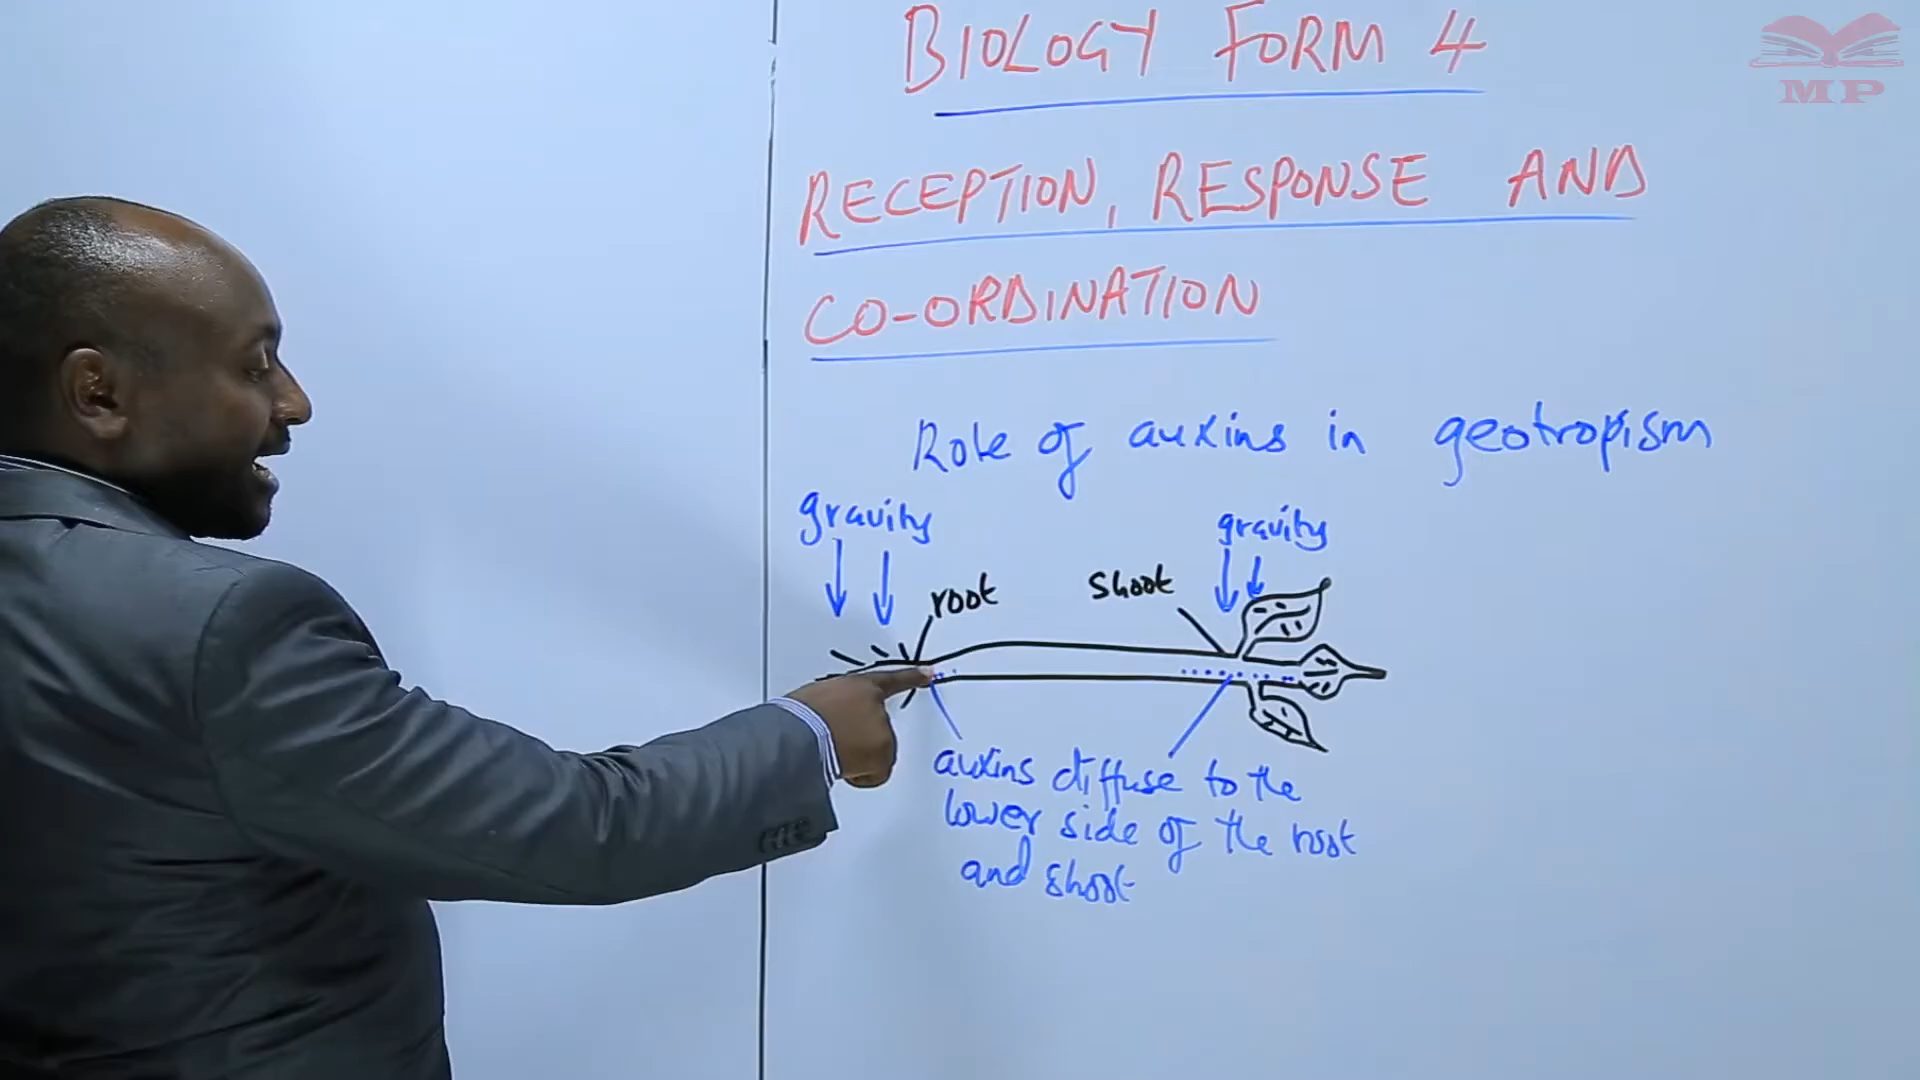 BIOLOGY FORM 4
MP
RECEPTION, RESPONSE AND
CO-ORDINATION
Role of auxins in geotropism
gravity
gravity
root
shoot
auxins diffuse to the
lower side of the root
and shoot